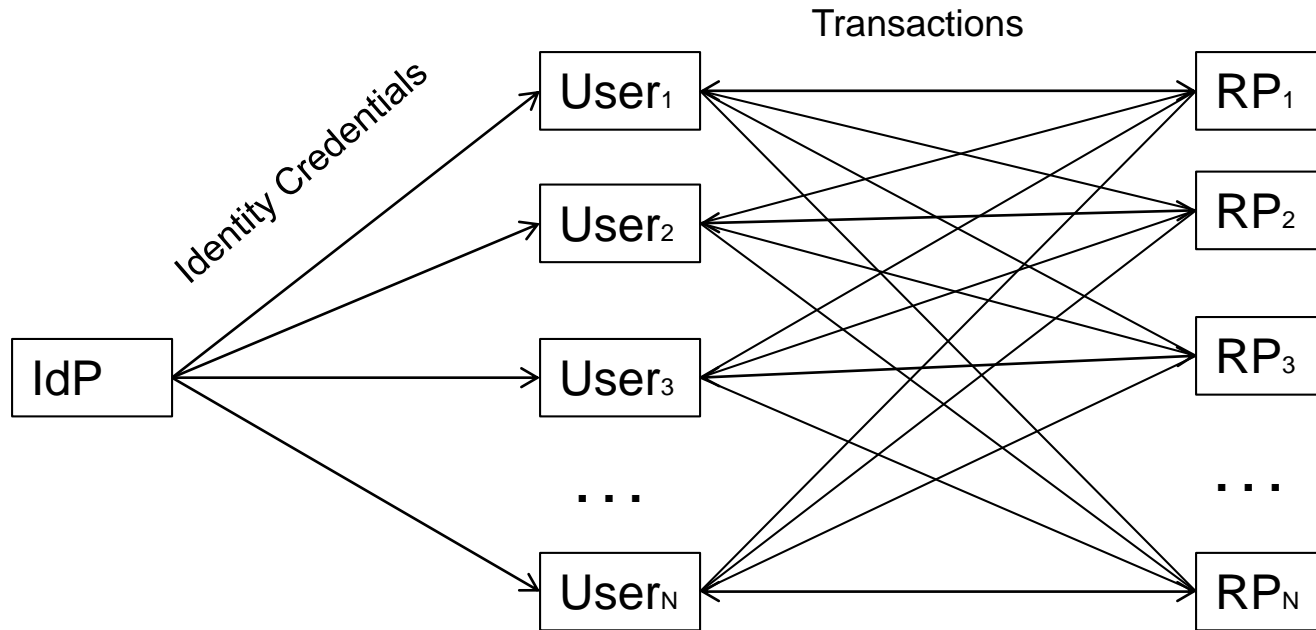 Transactions
Identity Credentials
User₁
RP₁
User₂
RP₂
IdP
User₃
RP₃
. . .
. . .
Userₙ
RPₙ